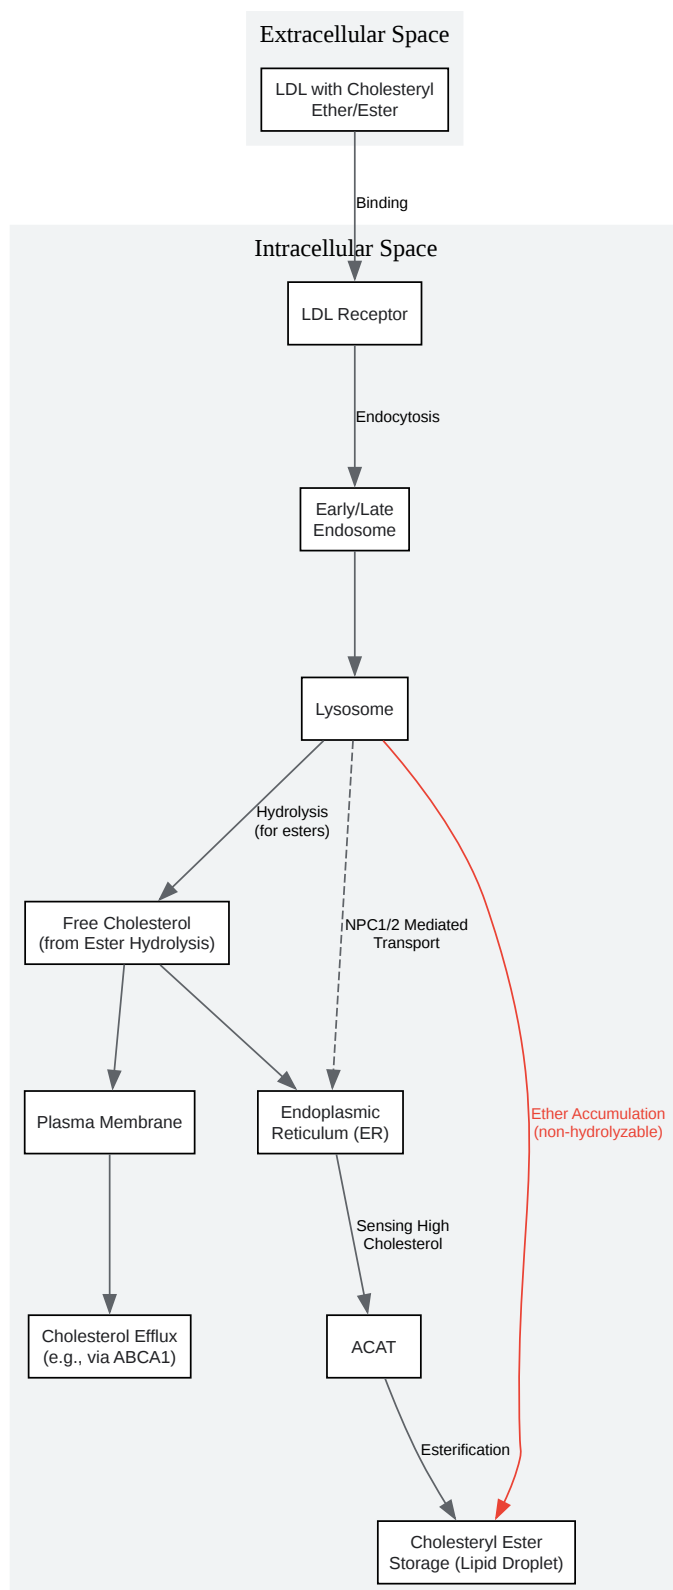 Extracellular Space
LDL with Cholesteryl
Ether/Ester
Binding
Intracellular Space
LDL Receptor
Endocytosis
Early/Late
Endosome
Lysosome
Hydrolysis
(for esters)
Free Cholesterol
(from Ester Hydrolysis)
NPC1/2 Mediated
Transport
Plasma Membrane
Endoplasmic
Reticulum (ER)
Ether Accumulation
(non-hydrolyzable)
Sensing High
Cholesterol
Cholesterol Efflux
(e.g., via ABCA1)
ACAT
Esterification
Cholesteryl Ester
Storage (Lipid Droplet)